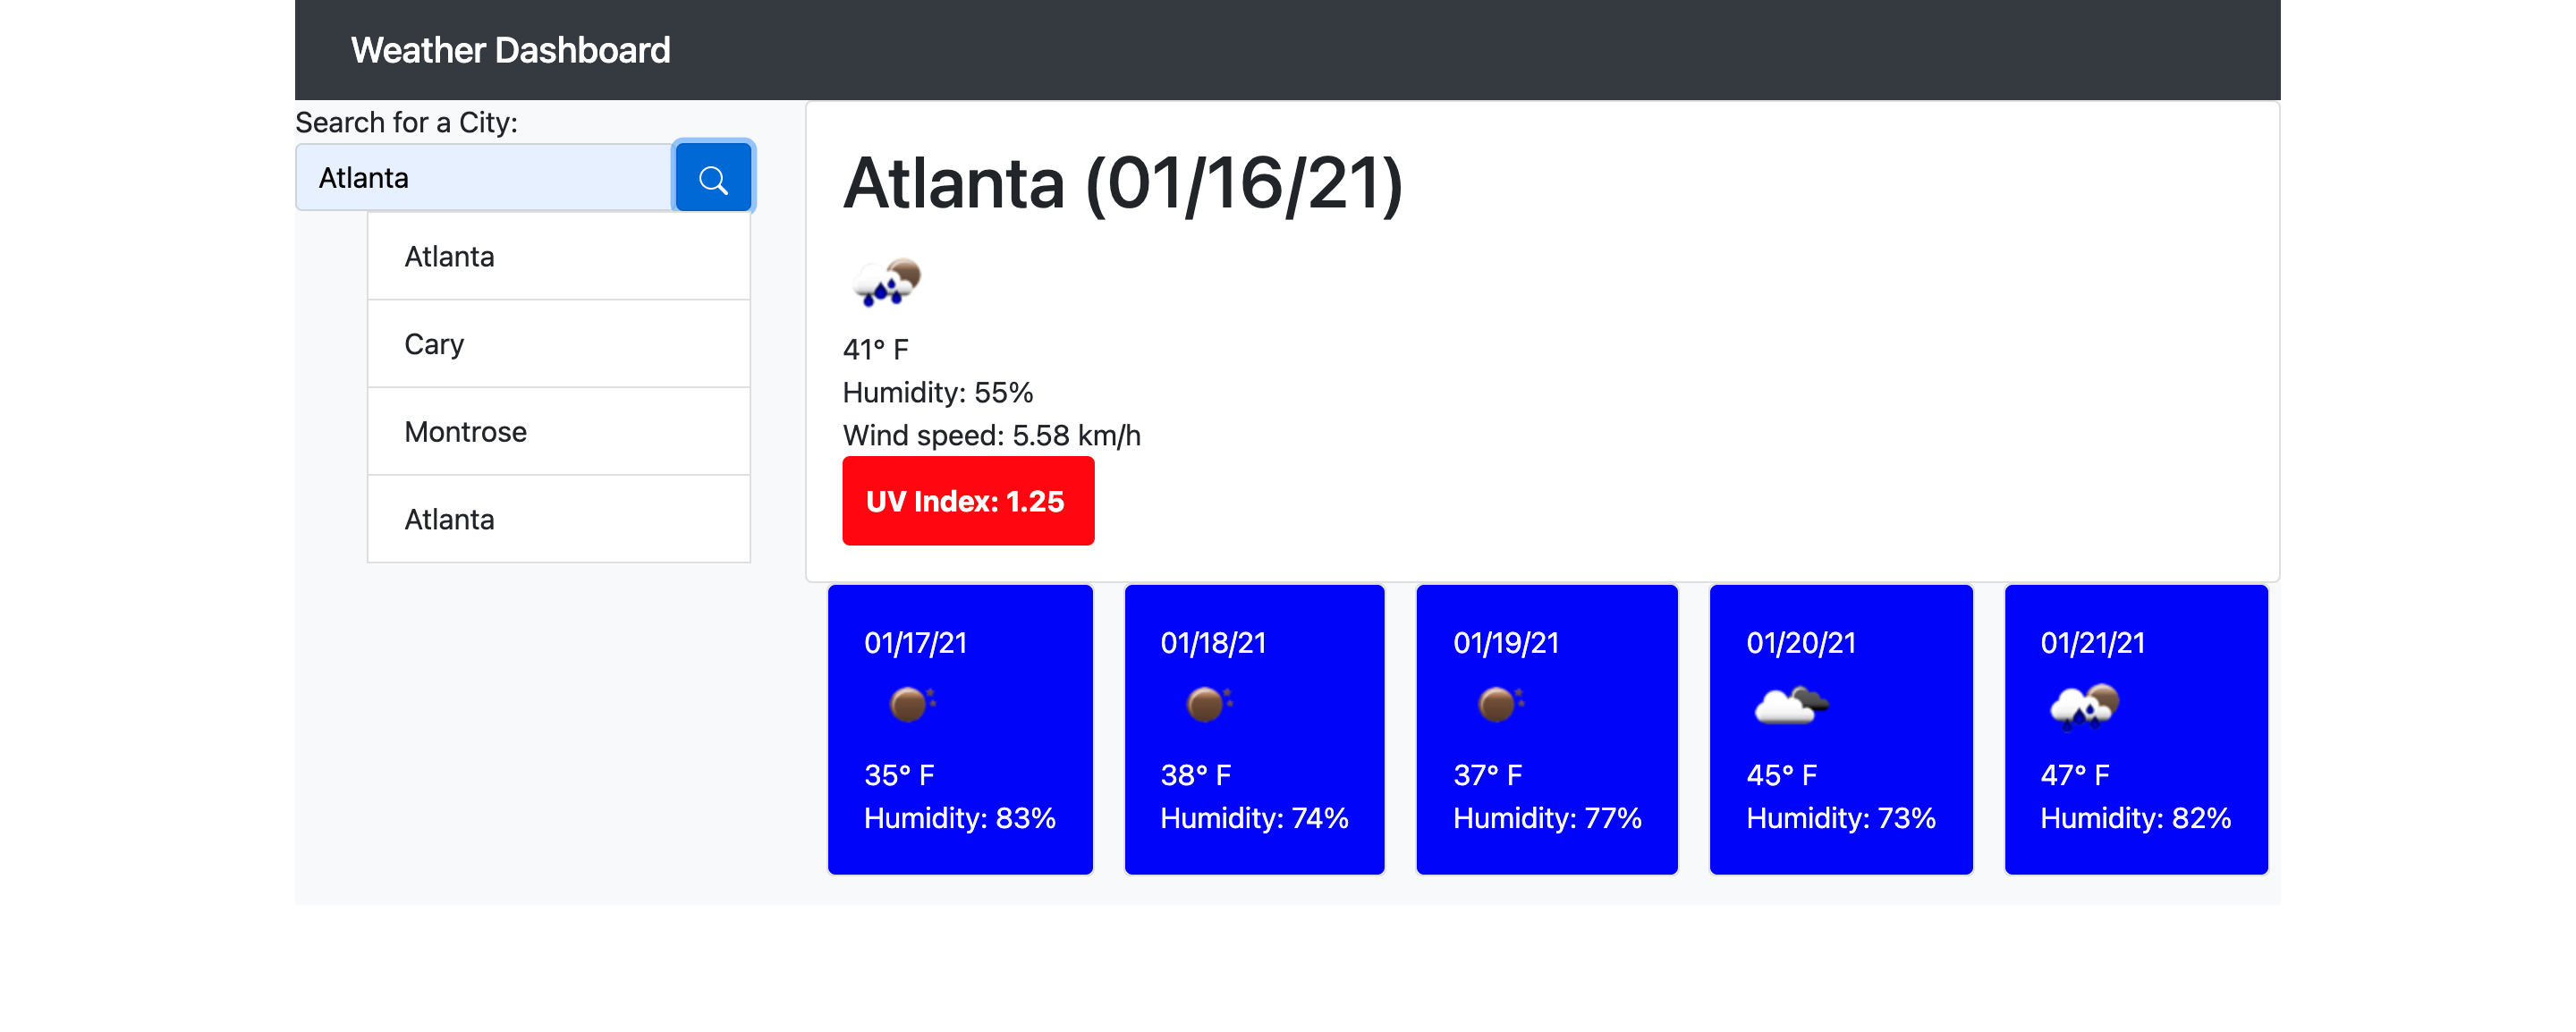 Weather Dashboard
Search for a City:
Atlanta
Atlanta
Cary
Montrose
Atlanta
Atlanta (01/16/21)
41° F
Humidity: 55%
Wind speed: 5.58 km/h
UV Index: 1.25
01/17/21
35° F
Humidity: 83%
01/18/21
38° F
Humidity: 74%
01/19/21
37° F
Humidity: 77%
01/20/21
45° F
Humidity: 73%
01/21/21
47° F
Humidity: 82%